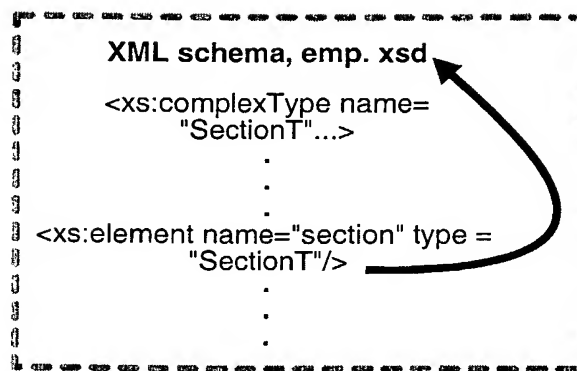 XML schema, emp. xsd
<xs:complexType name=
"SectionT"...>
.
.
.
<xs:element name="section" type =
"SectionT"/>
.
.
.